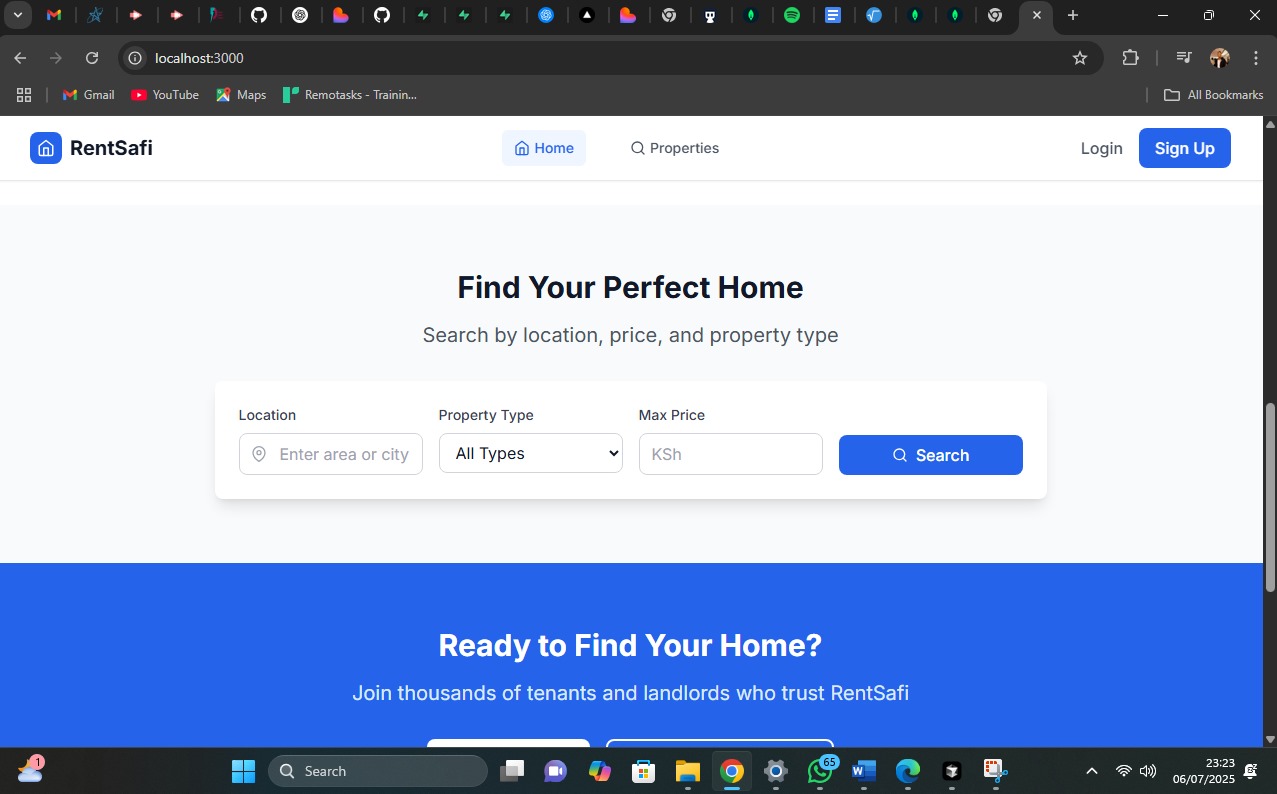 localhost:3000
Gmail
YouTube
Maps
Remotasks - Trainin...
All Bookmarks
RentSafi
Home
Properties
Login
Sign Up
Find Your Perfect Home
Search by location, price, and property type
Location
Property Type
Max Price
Enter area or city
All Types
KSh
Search
Ready to Find Your Home?
Join thousands of tenants and landlords who trust RentSafi
1
Search
65
23:23
06/07/2025